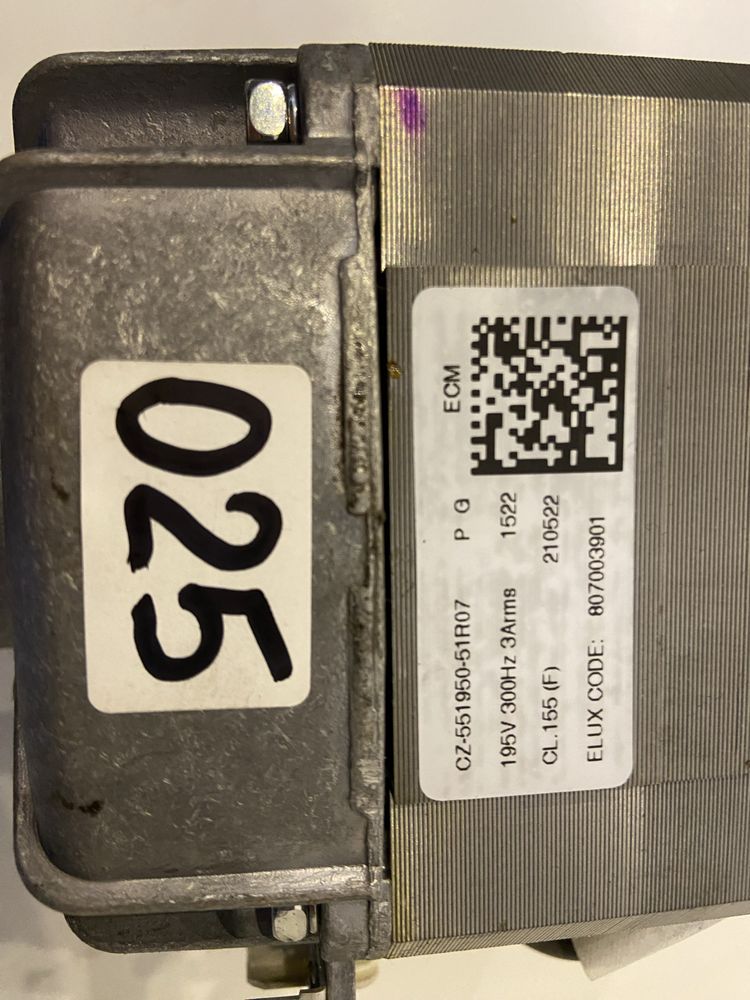 025
CZ-551950-51R07 P G ECM
195V 300Hz 3Arms 1522
CL.155 (F) 210522
ELUX CODE: 807003901